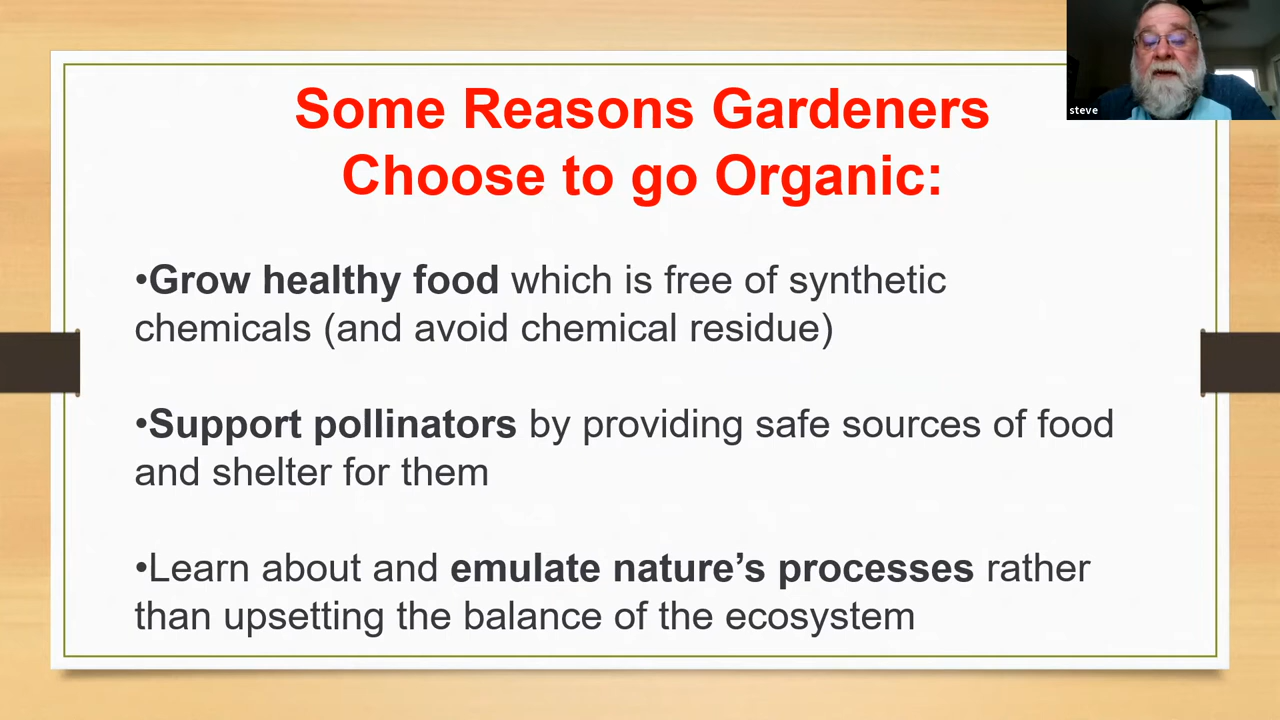 Some Reasons Gardeners
Choose to go Organic:
steve
•Grow healthy food which is free of synthetic
chemicals (and avoid chemical residue)
•Support pollinators by providing safe sources of food
and shelter for them
•Learn about and emulate nature’s processes rather
than upsetting the balance of the ecosystem